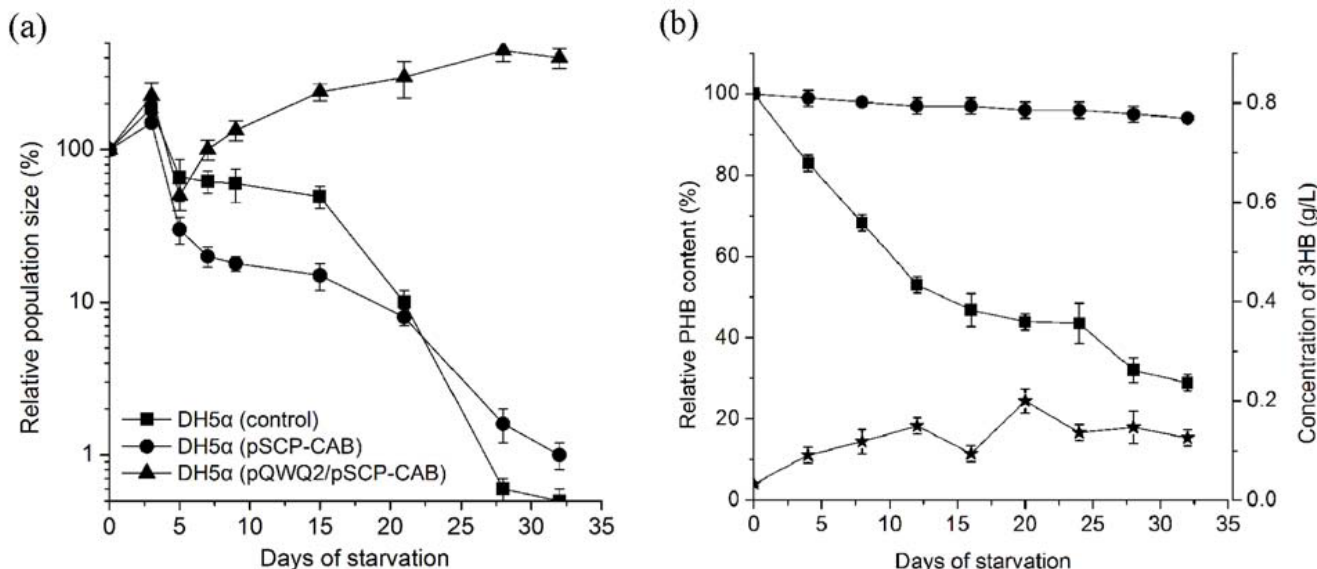 (a)
Relative population size (%)
100
10
1
DH5α (control)
DH5α (pSCP-CAB)
DH5α (pQWQ2/pSCP-CAB)
0 5 10 15 20 25 30 35
Days of starvation
(b)
Relative PHB content (%)
100
80
60
40
20
0
0 5 10 15 20 25 30 35
Days of starvation
0.8
0.6
0.4
0.2
0.0
Concentration of 3HB (g/L)